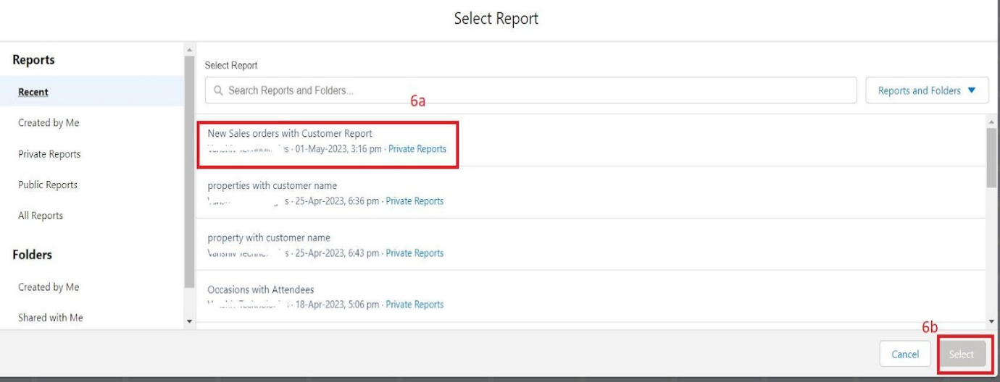 Select Report
Reports
Recent
Created by Me
Private Reports
Public Reports
All Reports
Folders
Created by Me
Shared with Me
Select Report
Search Reports and Folders...
Reports and Folders
6a
New Sales orders with Customer Report
01-May-2023, 3:16 pm · Private Reports
properties with customer name
25-Apr-2023, 6:36 pm · Private Reports
property with customer name
25-Apr-2023, 6:43 pm · Private Reports
Occasions with Attendees
18-Apr-2023, 5:06 pm · Private Reports
6b
Cancel
Select